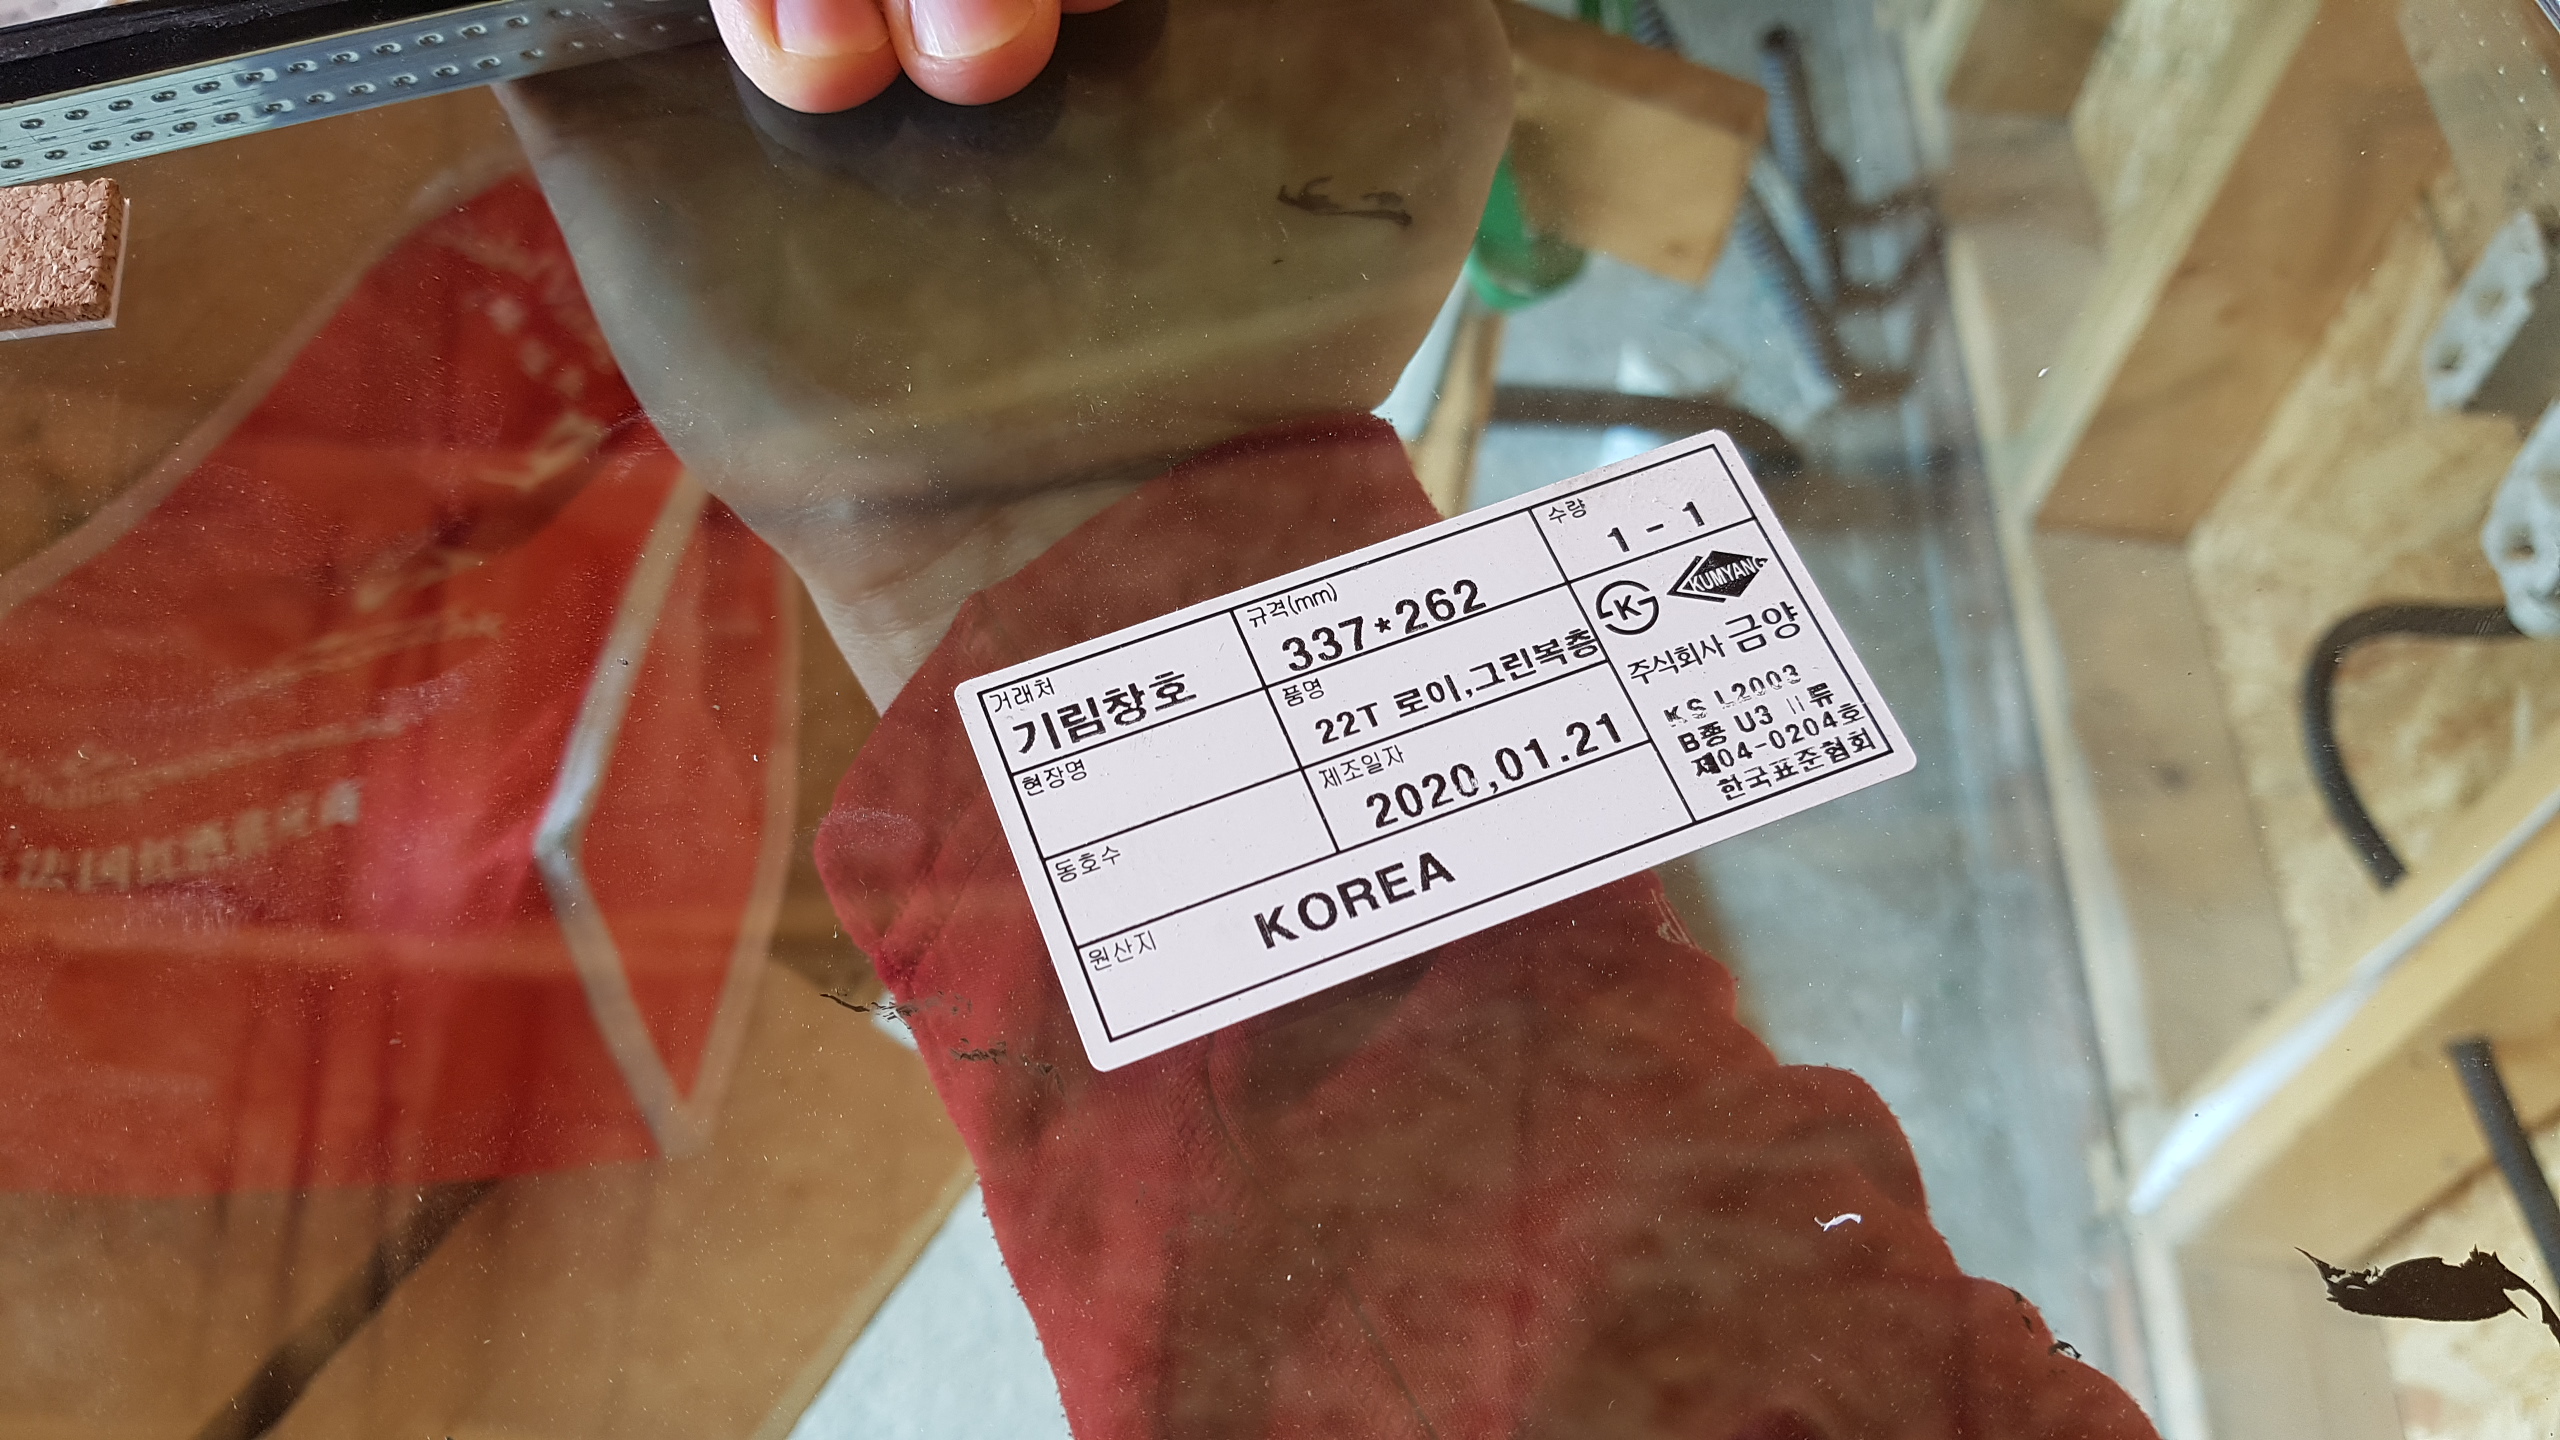 거래처
기림창호
규격(mm)
337*262
수량
1-1
현장명
품명
22T 로이,그린복층
동호수
제조일자
2020,01.21
원산지
KOREA
K
KUMYANG
주식회사 금양
KS L2003
B종 U3 II류
제04-0204호
한국표준협회